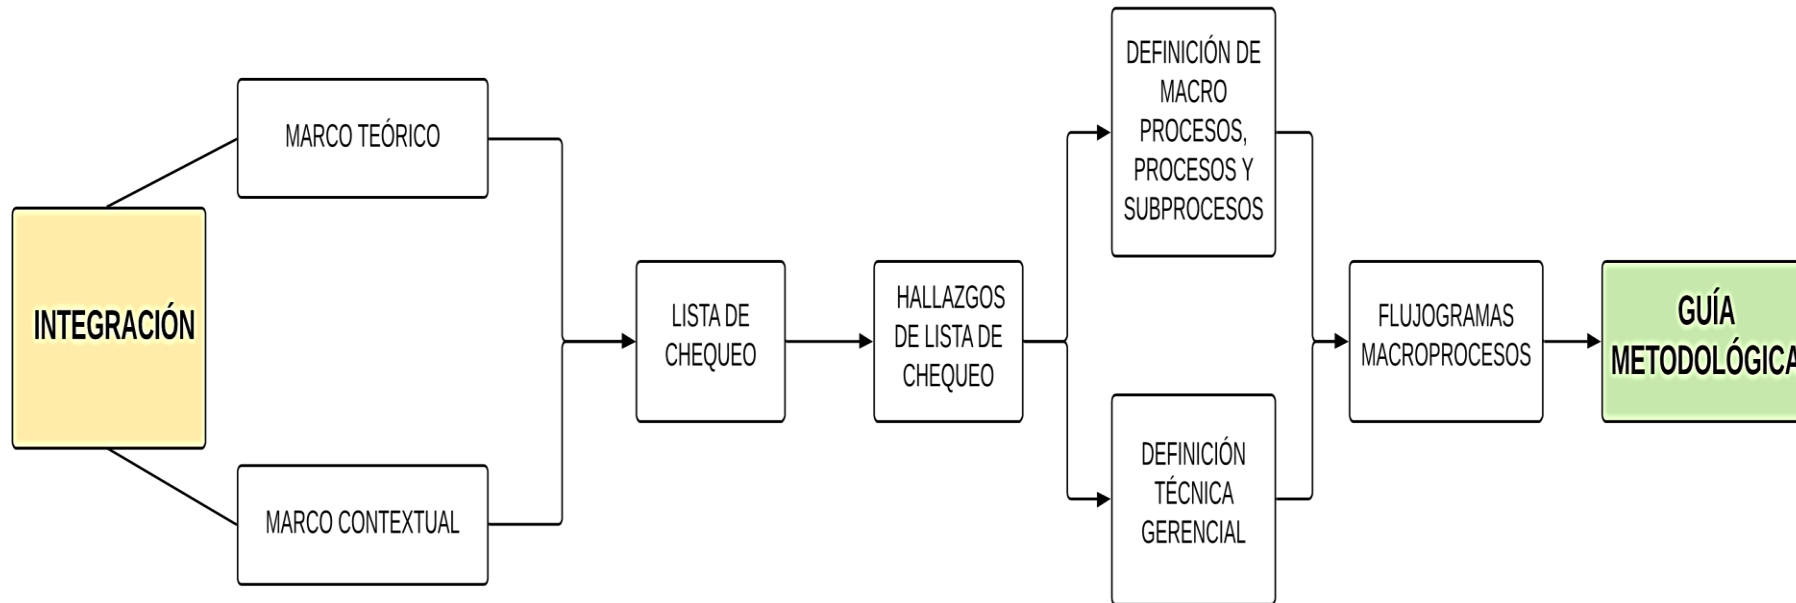 MARCO TEÓRICO
INTEGRACIÓN
MARCO CONTEXTUAL
LISTA DE
CHEQUEO
HALLAZGOS
DE LISTA DE
CHEQUEO
DEFINICIÓN DE
MACRO
PROCESOS,
PROCESOS Y
SUBPROCESOS
DEFINICIÓN
TÉCNICA
GERENCIAL
FLUJOGRAMAS
MACROPROCESOS
GUÍA
METODOLÓGICA